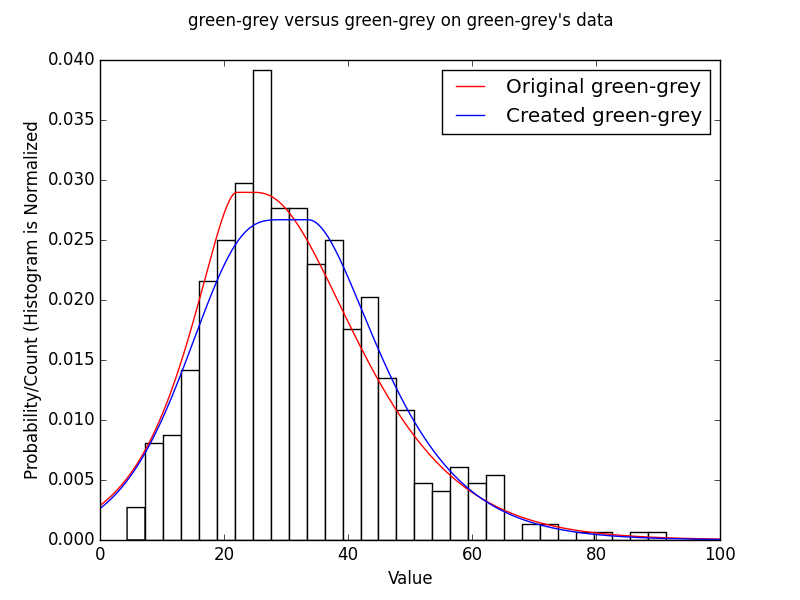 green-grey versus green-grey on green-grey's data
Original green-grey
Created green-grey
Probability/Count (Histogram is Normalized
0.040
0.035
0.030
0.025
0.020
0.015
0.010
0.005
0.000
0 20 40 60 80 100
Value